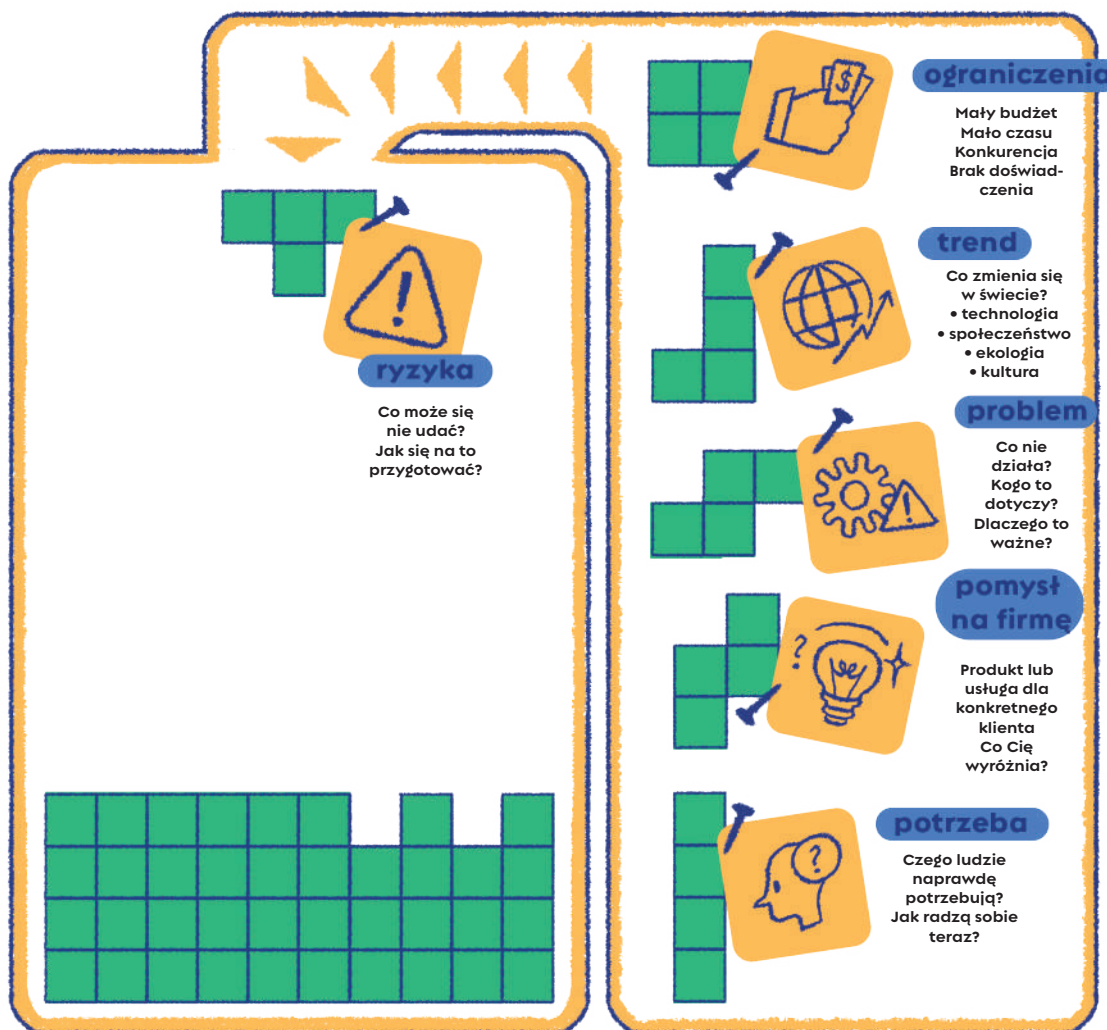 ograniczenia
Mały budżet
Mało czasu
Konkurencja
Brak doświad-
czenia
trend
Co zmienia się
w świecie?
• technologia
• społeczeństwo
• ekologia
• kultura
ryzyka
Co może się
nie udać?
Jak się na to
przygotować?
problem
Co nie
działa?
Kogo to
dotyczy?
Dlaczego to
ważne?
pomysł
na firmę
Produkt lub
usługa dla
konkretnego
klienta
Co Cię
wyróżnia?
potrzeba
Czego ludzie
naprawdę
potrzebują?
Jak radzą sobie
teraz?